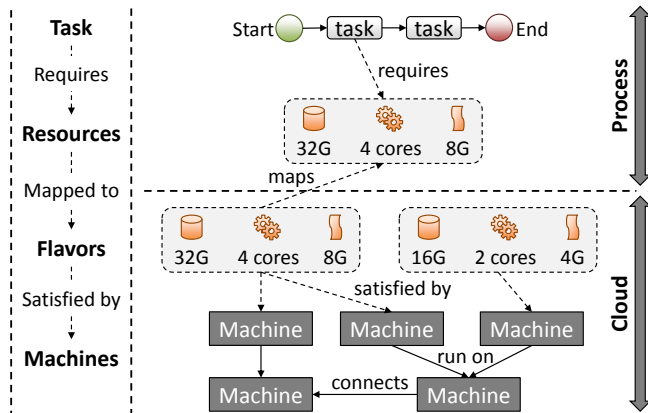 Task
Requires
Resources
Mapped to
Flavors
Satisfied by
Machines
Start task task End
requires
32G 4 cores 8G
maps
32G 4 cores 8G
16G 2 cores 4G
satisfied by
Machine Machine Machine
run on
Machine connects Machine
Process
Cloud